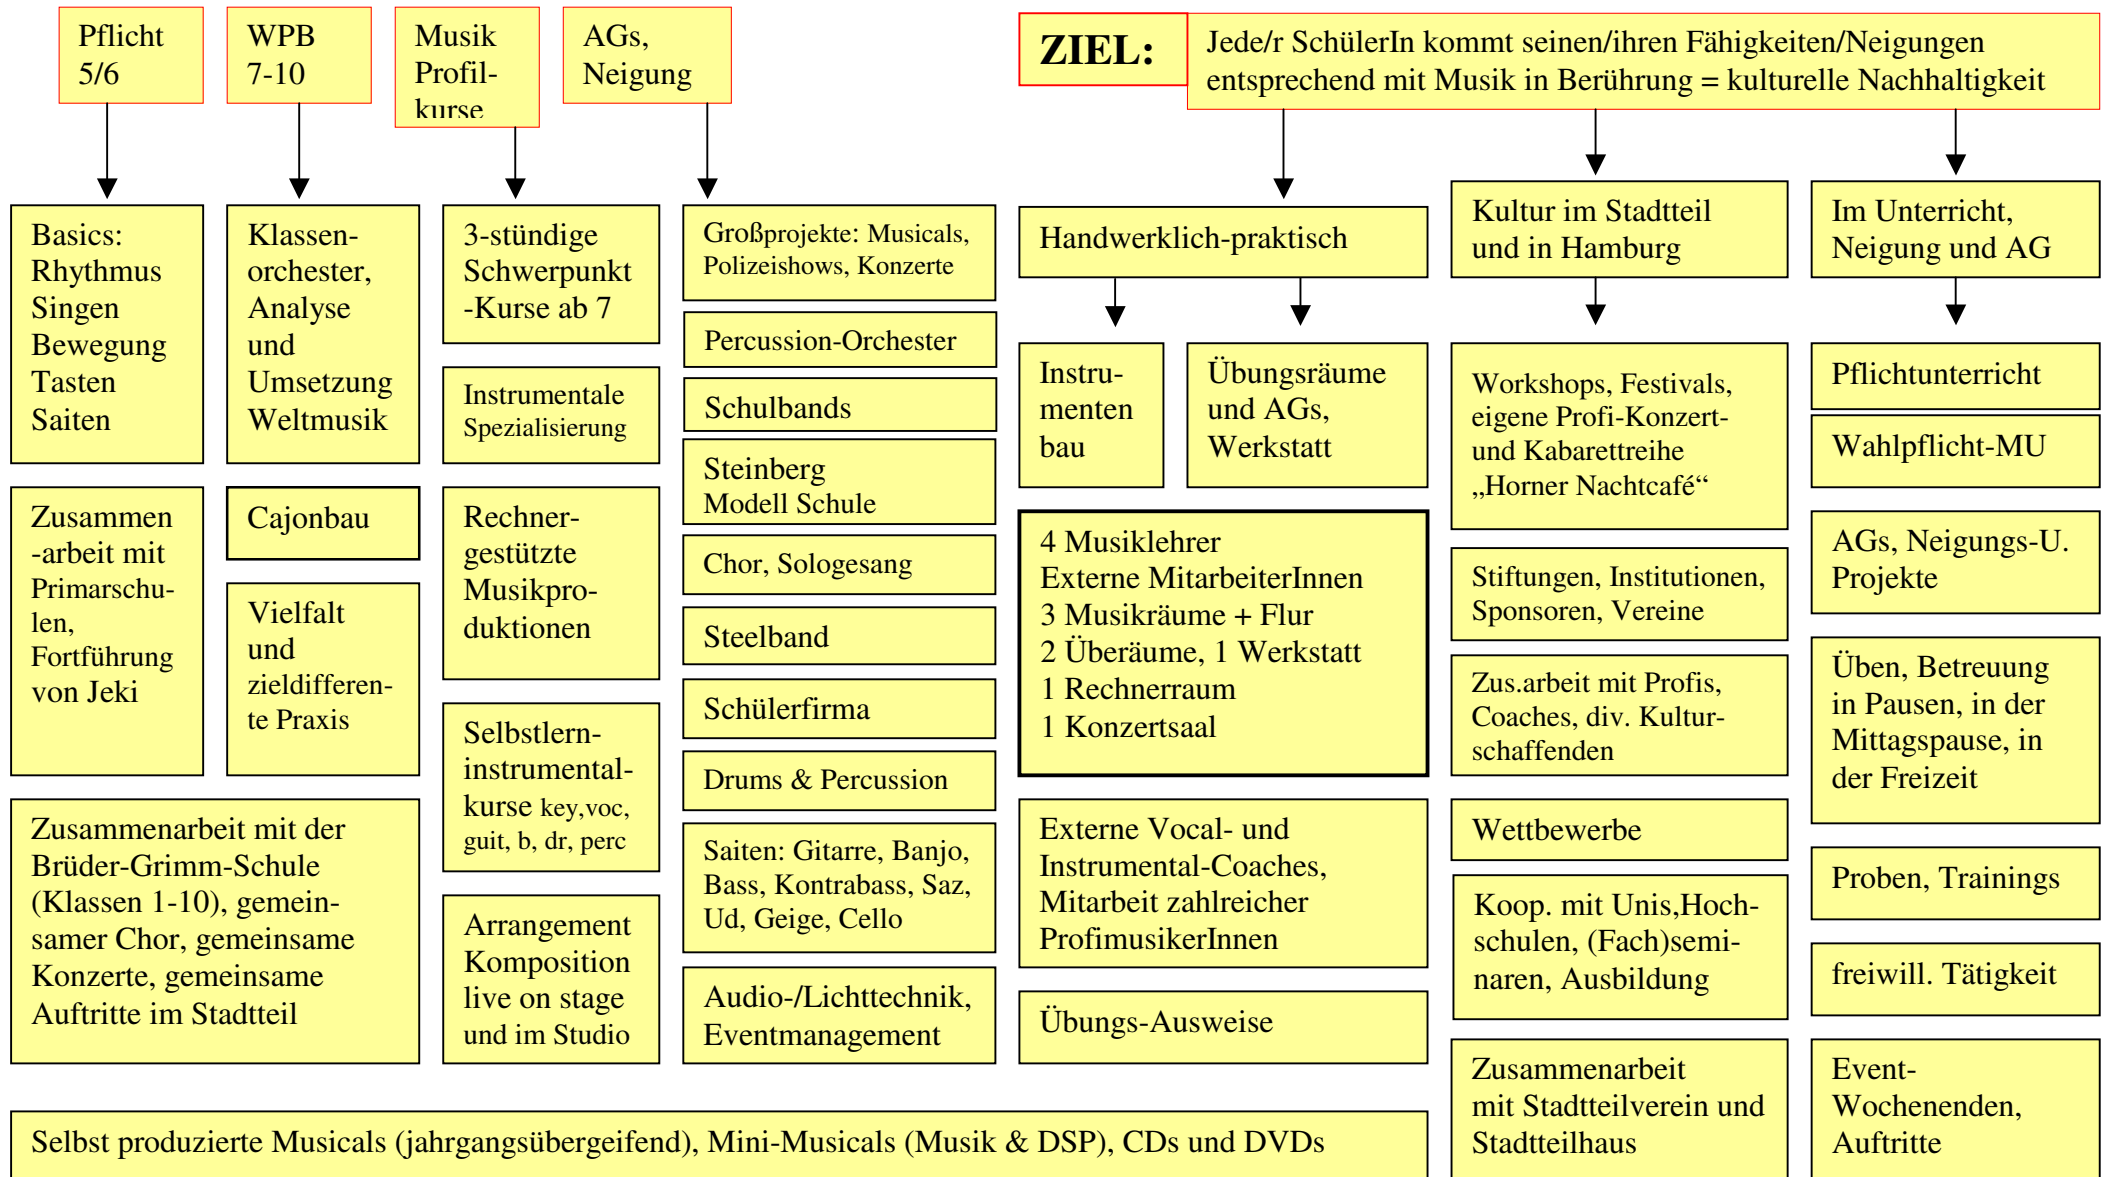 Pflicht
5/6
WPB
7-10
Musik
Profil-
kurse
AGs,
Neigung
ZIEL:
Jede/r SchülerIn kommt seinen/ihren Fähigkeiten/Neigungen
entsprechend mit Musik in Berührung = kulturelle Nachhaltigkeit
Basics:
Rhythmus
Singen
Bewegung
Tasten
Saiten
Zusammen
-arbeit mit
Primarschu-
len,
Fortführung
von Jeki
Klassen-
orchester,
Analyse
und
Umsetzung
Weltmusik
Cajonbau
Vielfalt
und
zieldifferen-
te Praxis
Zusammenarbeit mit der
Brüder-Grimm-Schule
(Klassen 1-10), gemein-
samer Chor, gemeinsame
Konzerte, gemeinsame
Auftritte im Stadtteil
3-stündige
Schwerpunkt
-Kurse ab 7
Instrumentale
Spezialisierung
Rechner-
gestützte
Musikpro-
duktionen
Selbstlern-
instrumental-
kurse key,voc,
guit, b, dr, perc
Arrangement
Komposition
live on stage
und im Studio
Großprojekte: Musicals,
Polizeishows, Konzerte
Percussion-Orchester
Schulbands
Steinberg
Modell Schule
Chor, Sologesang
Steelband
Schülerfirma
Drums & Percussion
Saiten: Gitarre, Banjo,
Bass, Kontrabass, Saz,
Ud, Geige, Cello
Audio-/Lichttechnik,
Eventmanagement
Handwerklich-praktisch
Instru-
menten
bau
Übungsräume
und AGs,
Werkstatt
4 Musiklehrer
Externe MitarbeiterInnen
3 Musikräume + Flur
2 Überäume, 1 Werkstatt
1 Rechnerraum
1 Konzertsaal
Externe Vocal- und
Instrumental-Coaches,
Mitarbeit zahlreicher
ProfimusikerInnen
Übungs-Ausweise
Kultur im Stadtteil
und in Hamburg
Workshops, Festivals,
eigene Profi-Konzert-
und Kabarettreihe
„Horner Nachtcafé“
Stiftungen, Institutionen,
Sponsoren, Vereine
Zus.arbeit mit Profis,
Coaches, div. Kultur-
schaffenden
Wettbewerbe
Koop. mit Unis,Hoch-
schulen, (Fach)semi-
naren, Ausbildung
Zusammenarbeit
mit Stadtteilverein und
Stadtteilhaus
Im Unterricht,
Neigung und AG
Pflichtunterricht
Wahlpflicht-MU
AGs, Neigungs-U.
Projekte
Üben, Betreuung
in Pausen, in der
Mittagspause, in
der Freizeit
Proben, Trainings
freiwill. Tätigkeit
Event-
Wochenenden,
Auftritte
Selbst produzierte Musicals (jahrgangsübergeifend), Mini-Musicals (Musik & DSP), CDs und DVDs